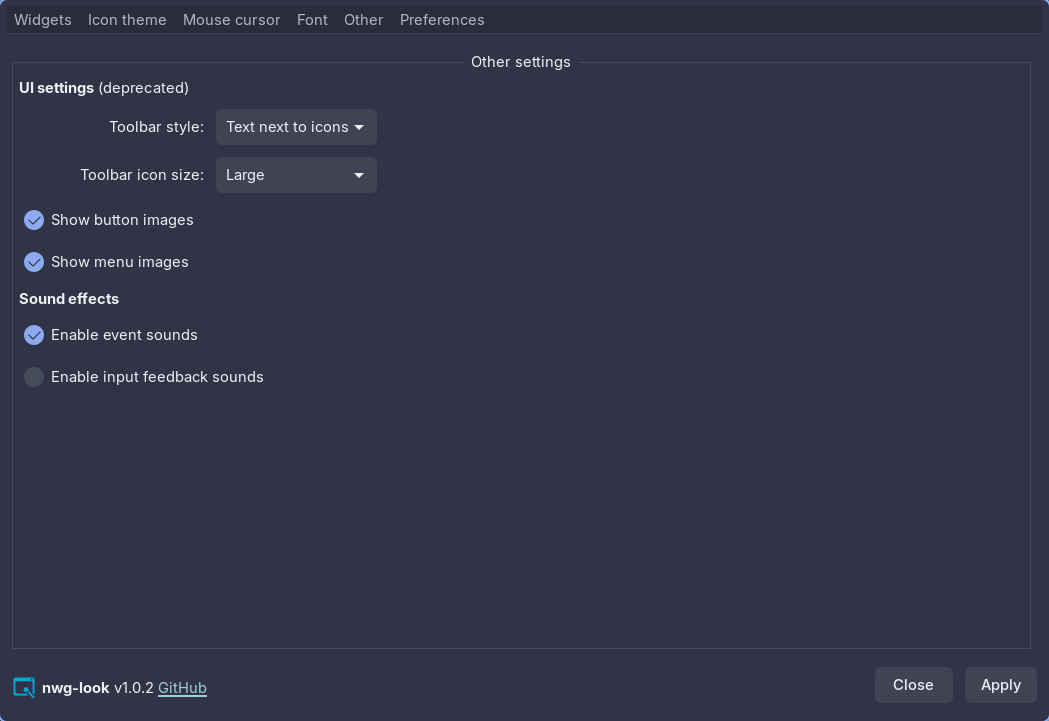 Widgets Icon theme Mouse cursor Font Other Preferences
Other settings
UI settings (deprecated)
Toolbar style: Text next to icons
Toolbar icon size: Large
Show button images
Show menu images
Sound effects
Enable event sounds
Enable input feedback sounds
nwg-look v1.0.2 GitHub Close Apply